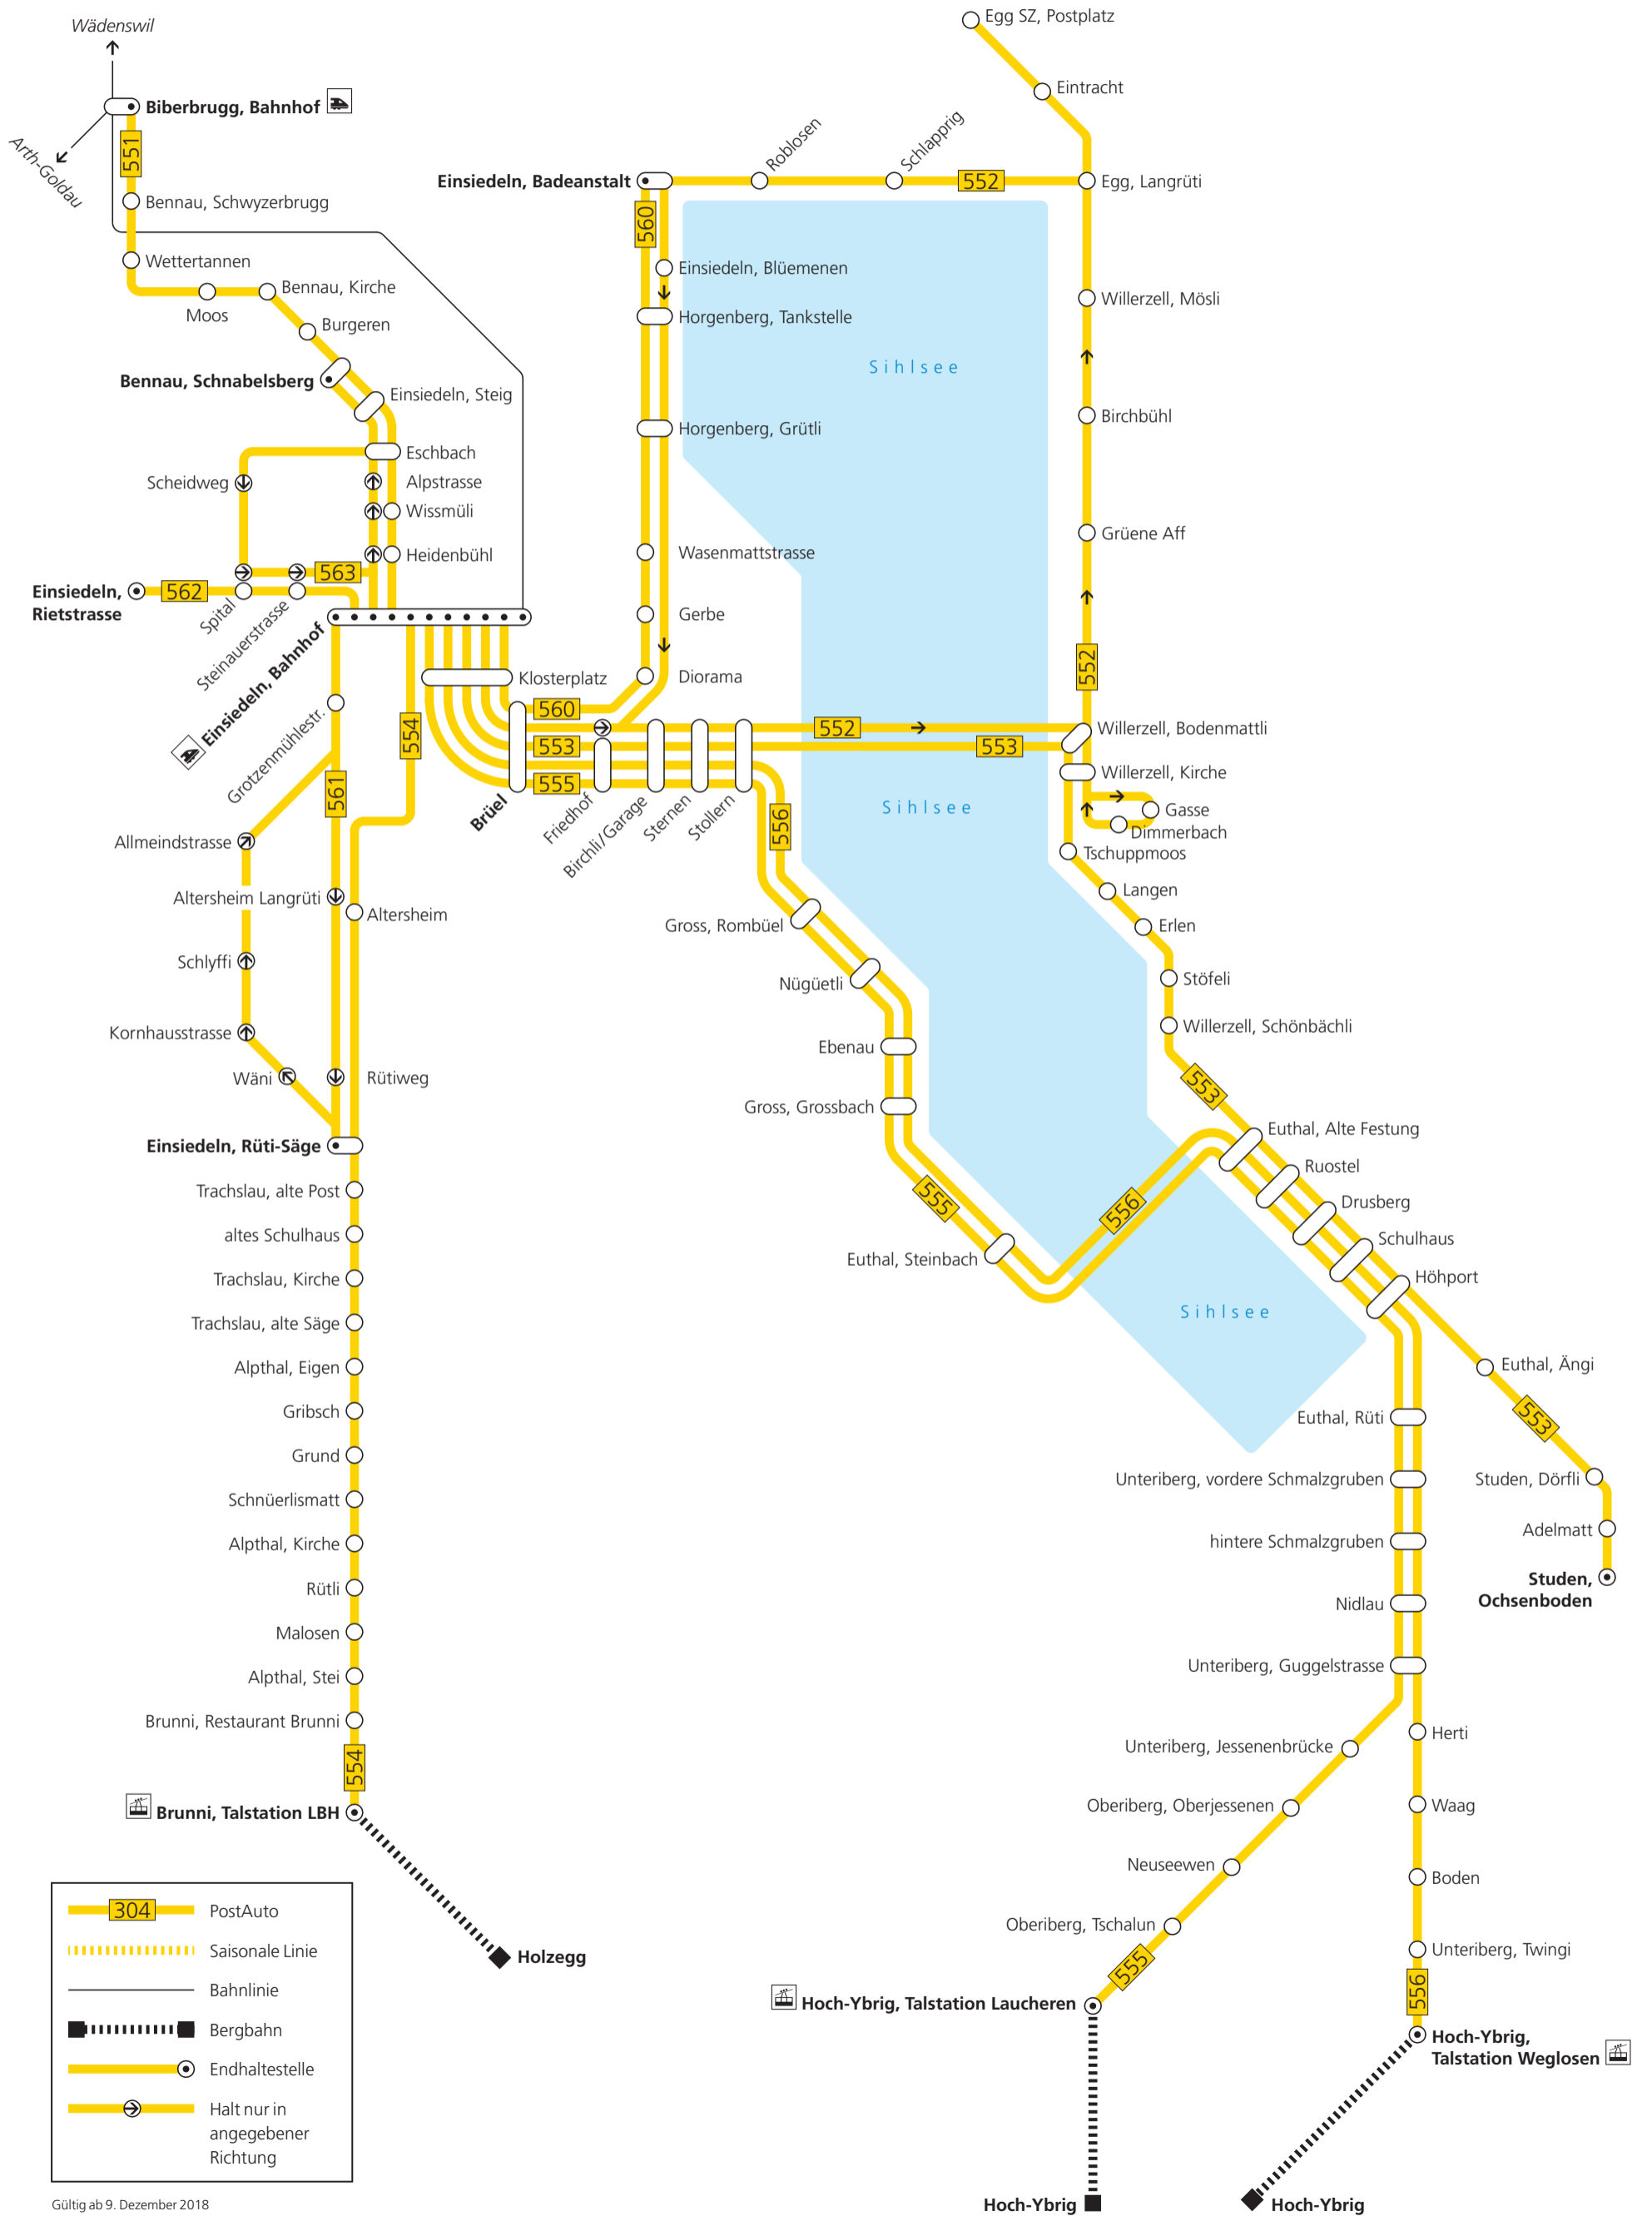 Wädenswil
Arth-Goldau
Biberbrugg, Bahnhof
551
Bennau, Schwyzerbrugg
Wettertannen
Moos
Bennau, Kirche
Burgeren
Bennau, Schnabelsberg
Einsiedeln, Steig
Eschbach
Scheidweg
Alpstrasse
Wissmüli
Heidenbühl
563
Einsiedeln,
Rietstrasse
562
Spital
Steinauerstrasse
Einsiedeln, Bahnhof
Klosterplatz
Grotzenmühlestr.
554
561
Allmeindstrasse
Altersheim Langrüti
Altersheim
Schlyffi
Kornhausstrasse
Wäni
Rütiweg
Einsiedeln, Rüti-Säge
Trachslau, alte Post
altes Schulhaus
Trachslau, Kirche
Trachslau, alte Säge
Alpthal, Eigen
Gribsch
Grund
Schnüerlismatt
Alpthal, Kirche
Rütli
Malosen
Alpthal, Stei
Brunni, Restaurant Brunni
554
Brunni, Talstation LBH
Holzegg
Egg SZ, Postplatz
Eintracht
Roblosen
Schlapprig
Einsiedeln, Badeanstalt
552
Egg, Langrüti
560
Einsiedeln, Blüemenen
Horgenberg, Tankstelle
Willerzell, Mösli
Sihlsee
Horgenberg, Grütli
Birchbühl
Wasenmattstrasse
Grüene Aff
Gerbe
Diorama
552
560
552
553
553
555
Brüel
Friedhof
Birchli/Garage
Sternen
Stollern
Willerzell, Bodenmattli
Willerzell, Kirche
Sihlsee
Gasse
Dimmerbach
Tschuppmoos
556
Langen
Erlen
Gross, Rombüel
Nügüetli
Stöfeli
Willerzell, Schönbächli
Ebenau
Gross, Grossbach
553
Euthal, Alte Festung
Ruostel
Drusberg
Schulhaus
Höhport
555
556
Euthal, Steinbach
Sihlsee
Euthal, Ängi
553
Euthal, Rüti
Unteriberg, vordere Schmalzgruben
Studen, Dörfli
hintere Schmalzgruben
Adelmatt
Studen,
Ochsenboden
Nidlau
Unteriberg, Guggelstrasse
Herti
Unteriberg, Jessenenbrücke
Oberiberg, Oberjessenen
Waag
Neuseewen
Boden
Oberiberg, Tschalun
Unteriberg, Twingi
555
556
Hoch-Ybrig, Talstation Laucheren
Hoch-Ybrig,
Talstation Weglosen
Hoch-Ybrig
Hoch-Ybrig
304
PostAuto
Saisonale Linie
Bahnlinie
Bergbahn
Endhaltestelle
Halt nur in
angegebener
Richtung
Gültig ab 9. Dezember 2018